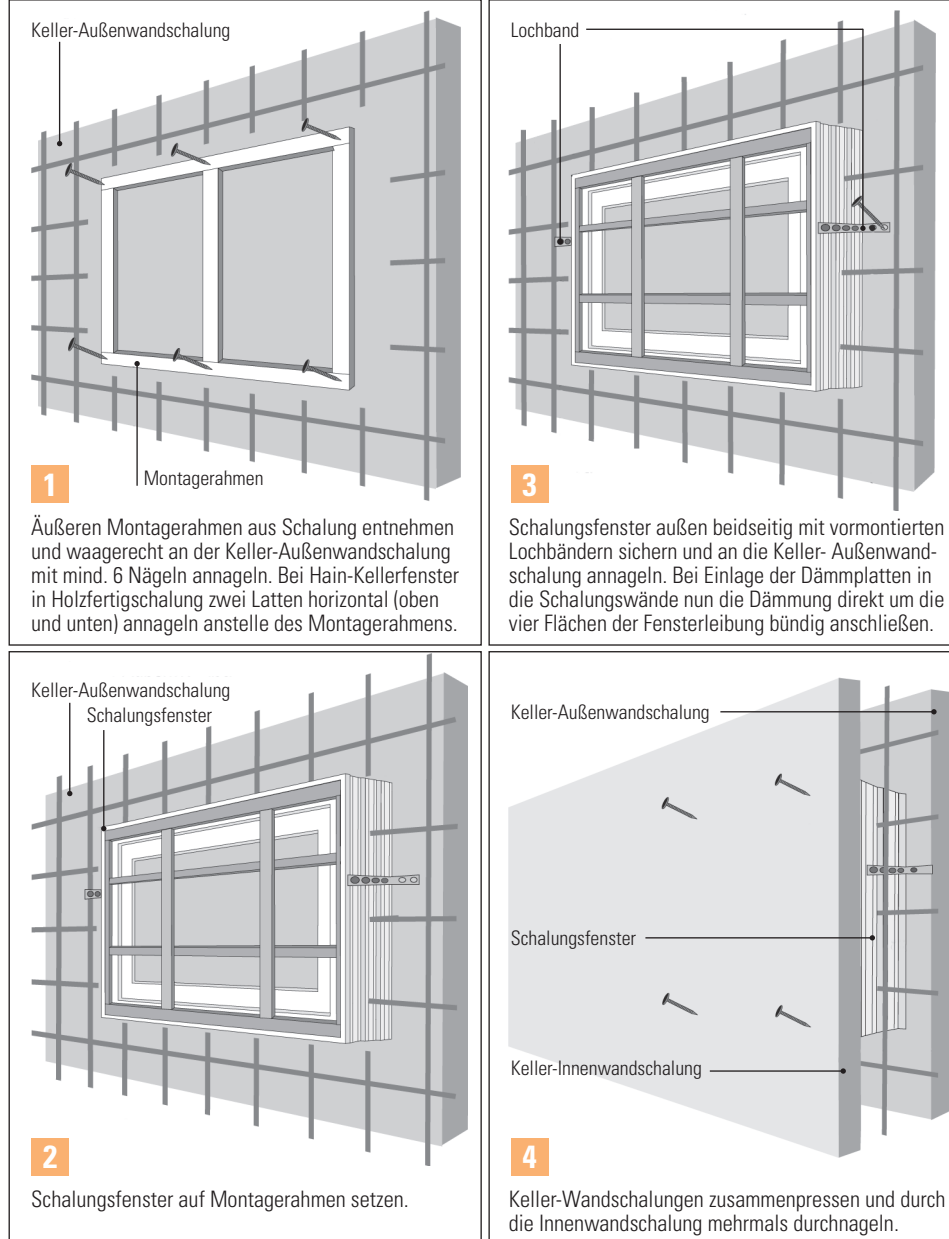 Keller-Außenwandschalung
Montagerahmen
1
Äußeren Montagerahmen aus Schalung entnehmen
und waagerecht an der Keller-Außenwandschalung
mit mind. 6 Nägeln annageln. Bei Hain-Kellerfenster
in Holzfertigschalung zwei Latten horizontal (oben
und unten) annageln anstelle des Montagerahmens.
Keller-Außenwandschalung
Schalungsfenster
2
Schalungsfenster auf Montagerahmen setzen.
Lochband
3
Schalungsfenster außen beidseitig mit vormontierten
Lochbändern sichern und an die Keller- Außenwand-
schalung annageln. Bei Einlage der Dämmplatten in
die Schalungswände nun die Dämmung direkt um die
vier Flächen der Fensterleibung bündig anschließen.
Keller-Außenwandschalung
Schalungsfenster
Keller-Innenwandschalung
4
Keller-Wandschalungen zusammenpressen und durch
die Innenwandschalung mehrmals durchnageln.